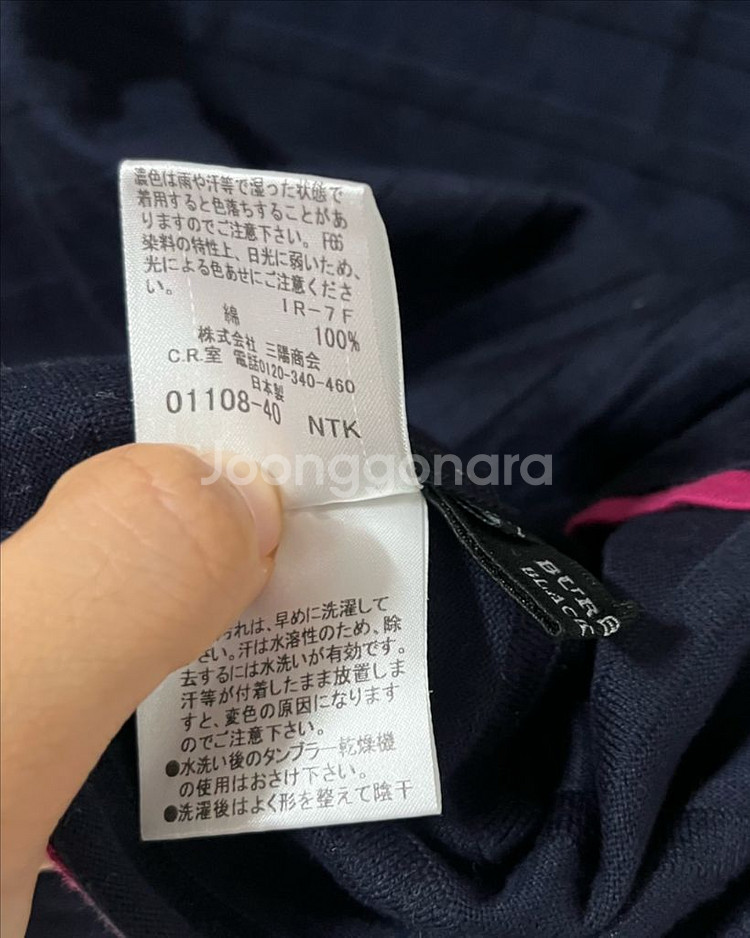 濃色は雨や汗等で湿った状態で
着用すると色落ちすることがあ
りますのでご注意下さい。 F66
染料の特性上、日光に弱いため、
光による色あせにご注意くださ
い。
1R-7F
綿 100%
株式会社 三陽商会
C.R.室 電話0120-340-460
日本製
01108-40 NTK
Joonggonara
れは、早めに洗濯して
さい。汗は水溶性のため、除
去するには水洗いが有効です。
汗等が付着したまま放置しま
すと、変色の原因になります
のでご注意下さい。
●水洗い後のタンブラー乾燥機
の使用はおさけ下さい。
●洗濯後はよく形を整えて陰干
BURB
BLACK